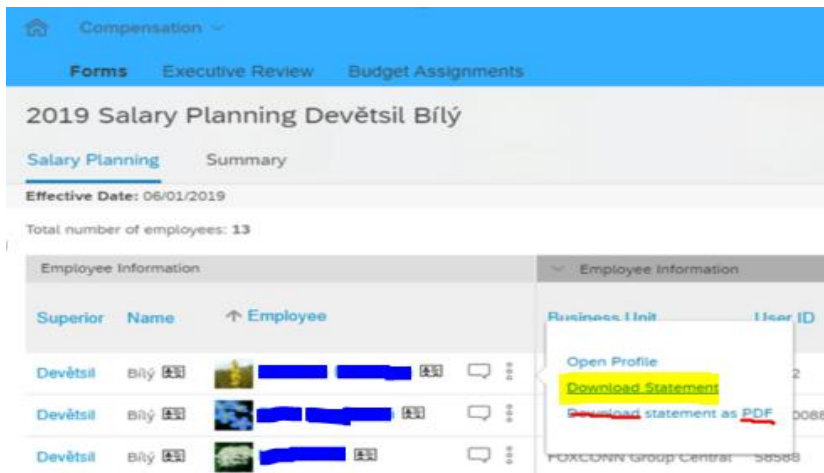 Compensation
Forms Executive Review Budget Assignments
2019 Salary Planning Devětsil Bílý
Salary Planning Summary
Effective Date: 06/01/2019
Total number of employees: 13
Employee Information Employee Information
Superior Name Employee Business Unit User ID
Open Profile
Devětsil Bílý 2
Download Statement
Devětsil Bílý Download statement as PDF 0088
Devětsil Bílý FOXCONN Group Central 58588